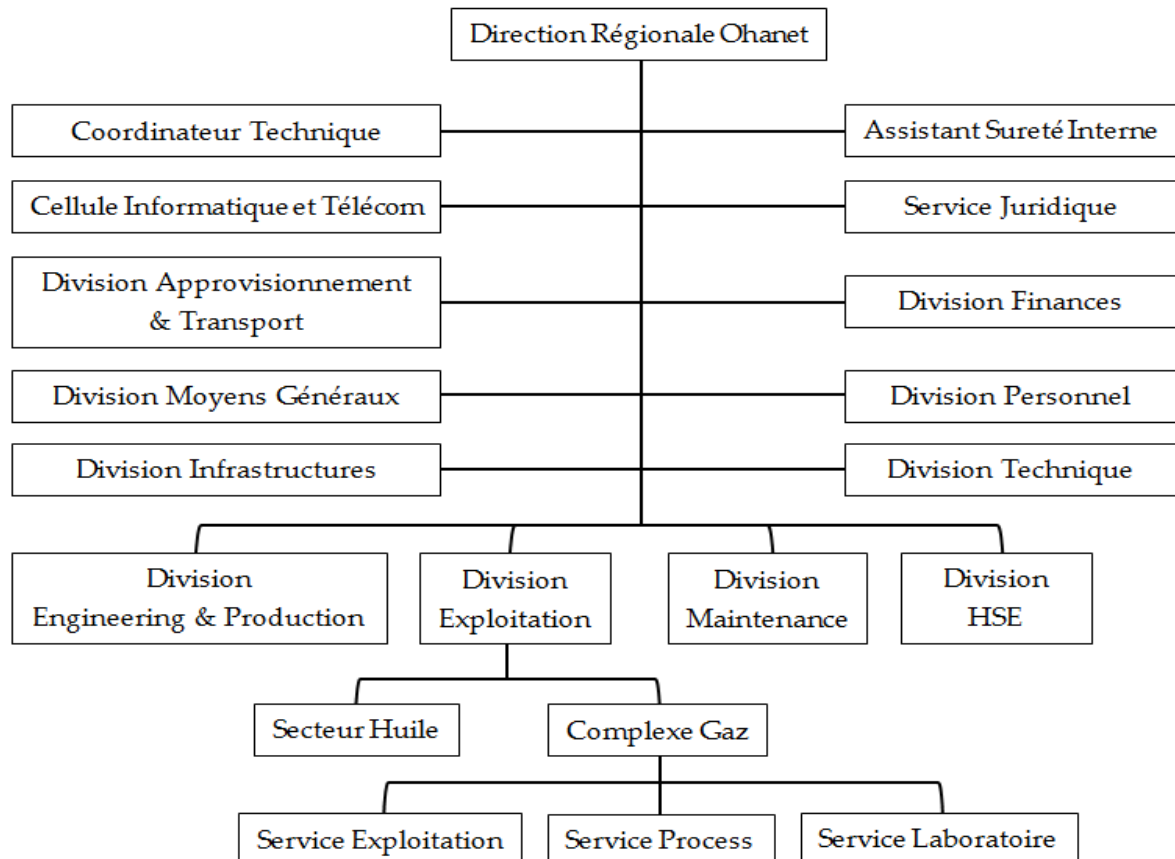 Direction Régionale Ohanet
Coordinateur Technique
Assistant Sureté Interne
Cellule Informatique et Télécom
Service Juridique
Division Approvisionnement
& Transport
Division Finances
Division Moyens Généraux
Division Personnel
Division Infrastructures
Division Technique
Division
Engineering & Production
Division
Exploitation
Division
Maintenance
Division
HSE
Secteur Huile
Complexe Gaz
Service Exploitation
Service Process
Service Laboratoire